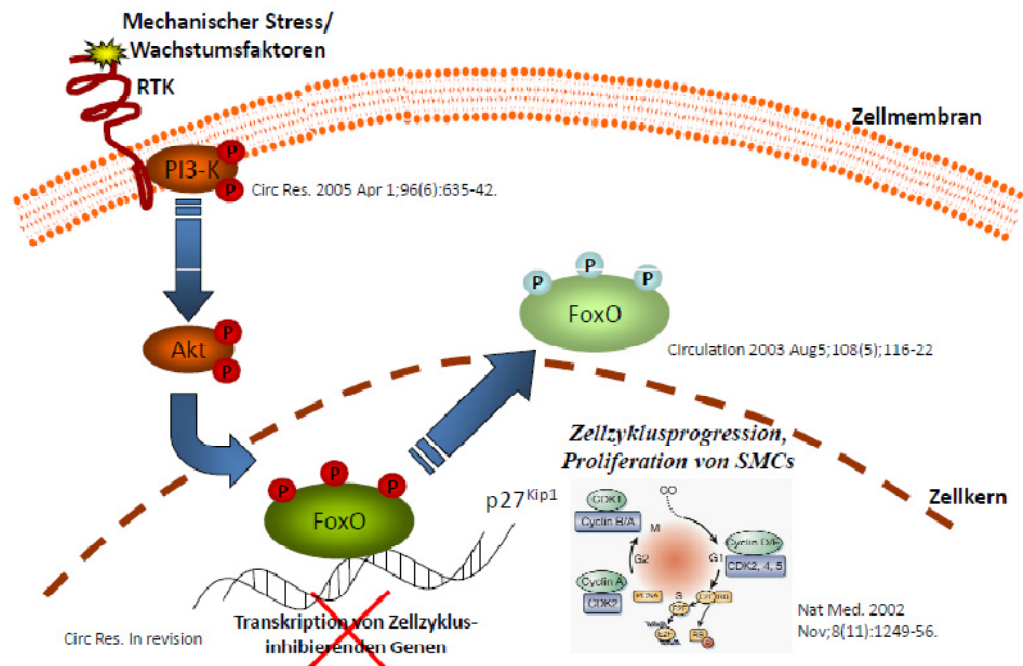 Mechanischer Stress/
Wachstumsfaktoren
RTK
Zellmembran
P
PI3-K
P
Circ Res. 2005 Apr 1;96(6):635-42.
P
P
P
FoxO
Circulation 2003 Aug5;108(5);116-22
P
Akt
P
Zellzyklusprogression,
Proliferation von SMCs
P
P
P
FoxO
p27Kip1
Zellkern
CDK1
Cyclin B/A
M
G2
G1
Cyclin D/E
CDK2, 4, 5
Cyclin A
CDK2
PCNA
S
E2F
E2F
RB
Nat Med. 2002
Nov;8(11):1249-56.
Circ Res. In revision
Transkription von Zellzyklus-
inhibierenden Genen